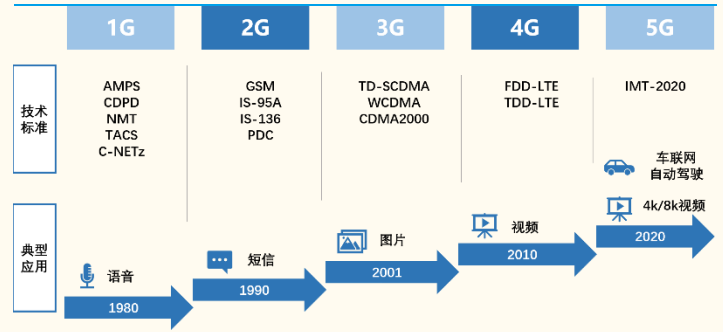 1G
2G
3G
4G
5G
技术
标准
AMPS
CDPD
NMT
TACS
C-NETz
GSM
IS-95A
IS-136
PDC
TD-SCDMA
WCDMA
CDMA2000
FDD-LTE
TDD-LTE
IMT-2020
典型
应用
语音
1980
短信
1990
图片
2001
视频
2010
车联网
自动驾驶
4k/8k视频
2020